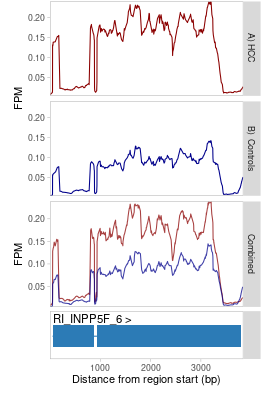 0.20
0.15
0.10
0.05
A) HCC
FPM
0.20
0.15
0.10
0.05
B) Controls
0.20
0.15
0.10
0.05
Combined
FPM
RI_INPP5F_6 >
1000 2000 3000
Distance from region start (bp)